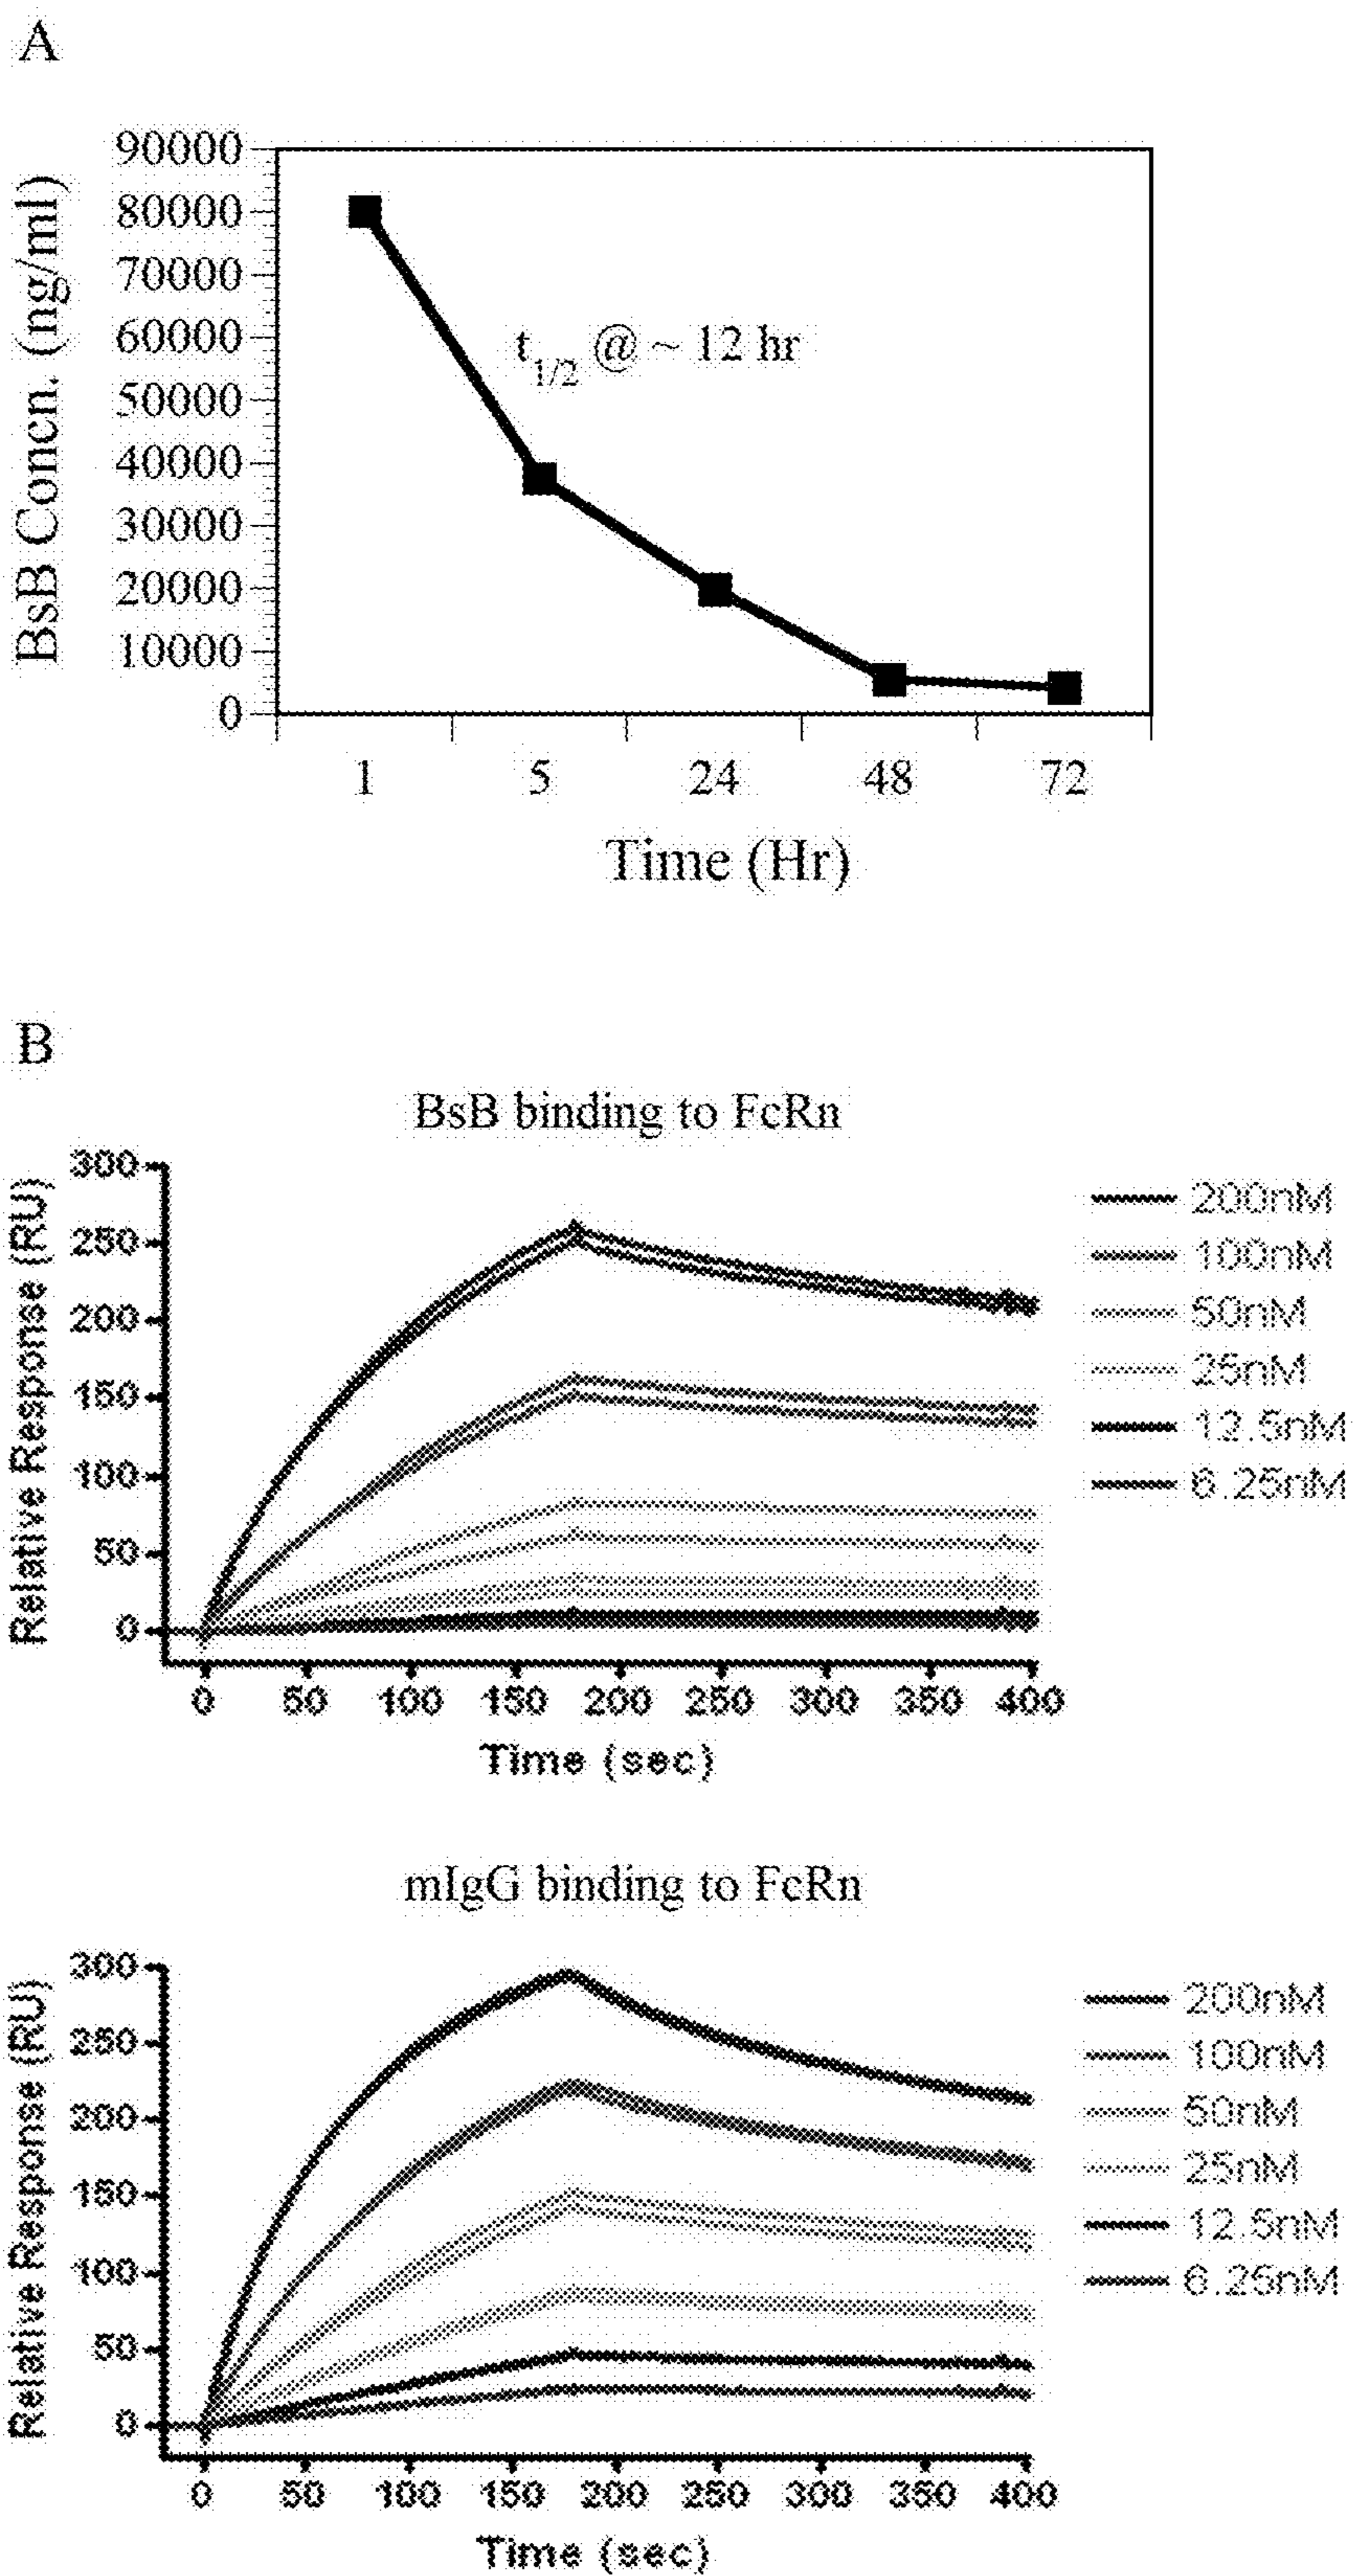 A
BsB Concn. (ng/ml)
90000
80000
70000
60000
50000
40000
30000
20000
10000
0
t1/2 @ ~ 12 hr
1 5 24 48 72
Time (Hr)
B
BsB binding to FcRn
Relative Response (RU)
300
250
200
150
100
50
0
0 50 100 150 200 250 300 350 400
Time (sec)
200nM
100nM
50nM
25nM
12.5nM
6.25nM
mIgG binding to FcRn
Relative Response (RU)
300
250
200
150
100
50
0
0 50 100 150 200 250 300 350 400
Time (sec)
200nM
100nM
50nM
25nM
12.5nM
6.25nM